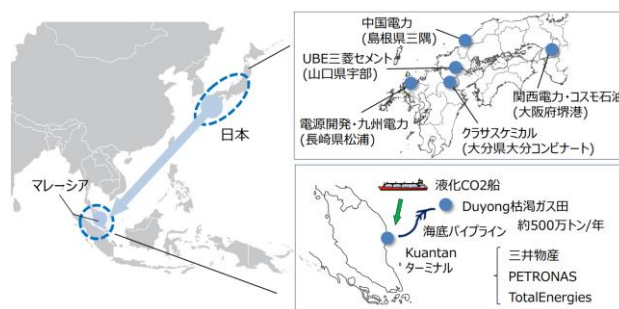 日本
マレーシア
中国電力
(島根県三隅)
UBE三菱セメント
(山口県宇部)
関西電力・コスモ石油
(大阪府堺港)
電源開発・九州電力
(長崎県松浦)
クラサスケミカル
(大分県大分コンビナート)
液化CO2船
Duyong枯渇ガス田
約500万トン/年
海底パイプライン
Kuantan
ターミナル
三井物産
PETRONAS
TotalEnergies